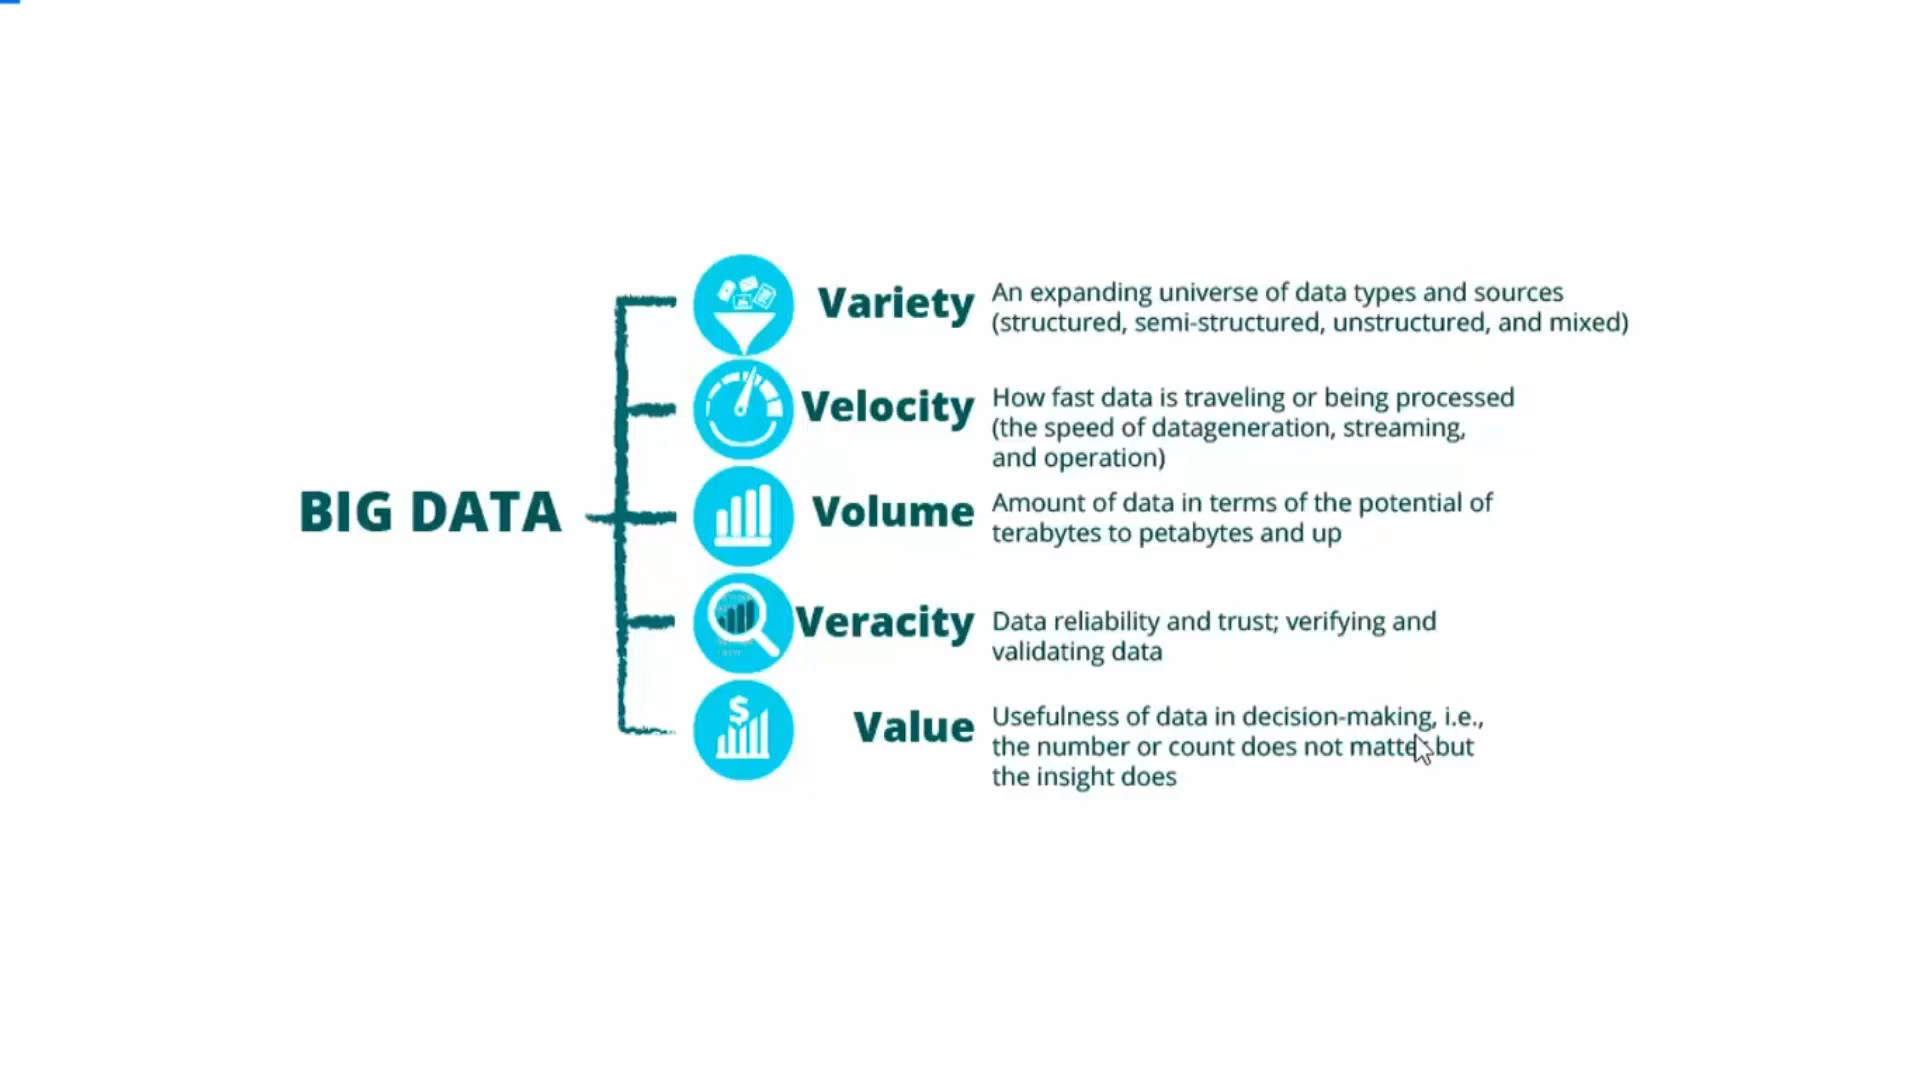 BIG DATA
Variety
An expanding universe of data types and sources
(structured, semi-structured, unstructured, and mixed)
Velocity
How fast data is traveling or being processed
(the speed of datageneration, streaming,
and operation)
Volume
Amount of data in terms of the potential of
terabytes to petabytes and up
Veracity
Data reliability and trust; verifying and
validating data
Value
$
Usefulness of data in decision-making, i.e.,
the number or count does not matter but
the insight does